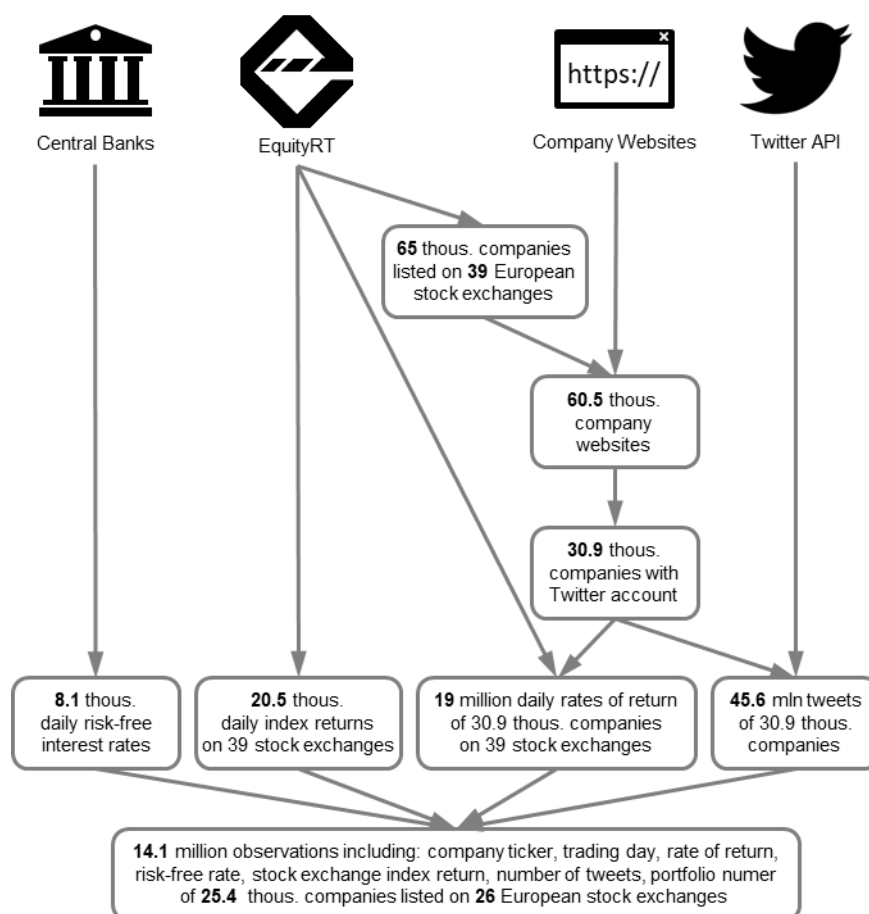 https://
Central Banks
EquityRT
Company Websites
Twitter API
65 thous. companies
listed on 39 European
stock exchanges
60.5 thous.
company
websites
30.9 thous.
companies with
Twitter account
8.1 thous.
daily risk-free
interest rates
20.5 thous.
daily index returns
on 39 stock exchanges
19 million daily rates of return
of 30.9 thous. companies
on 39 stock exchanges
45.6 mln tweets
of 30.9 thous.
companies
14.1 million observations including: company ticker, trading day, rate of return,
risk-free rate, stock exchange index return, number of tweets, portfolio numer
of 25.4 thous. companies listed on 26 European stock exchanges